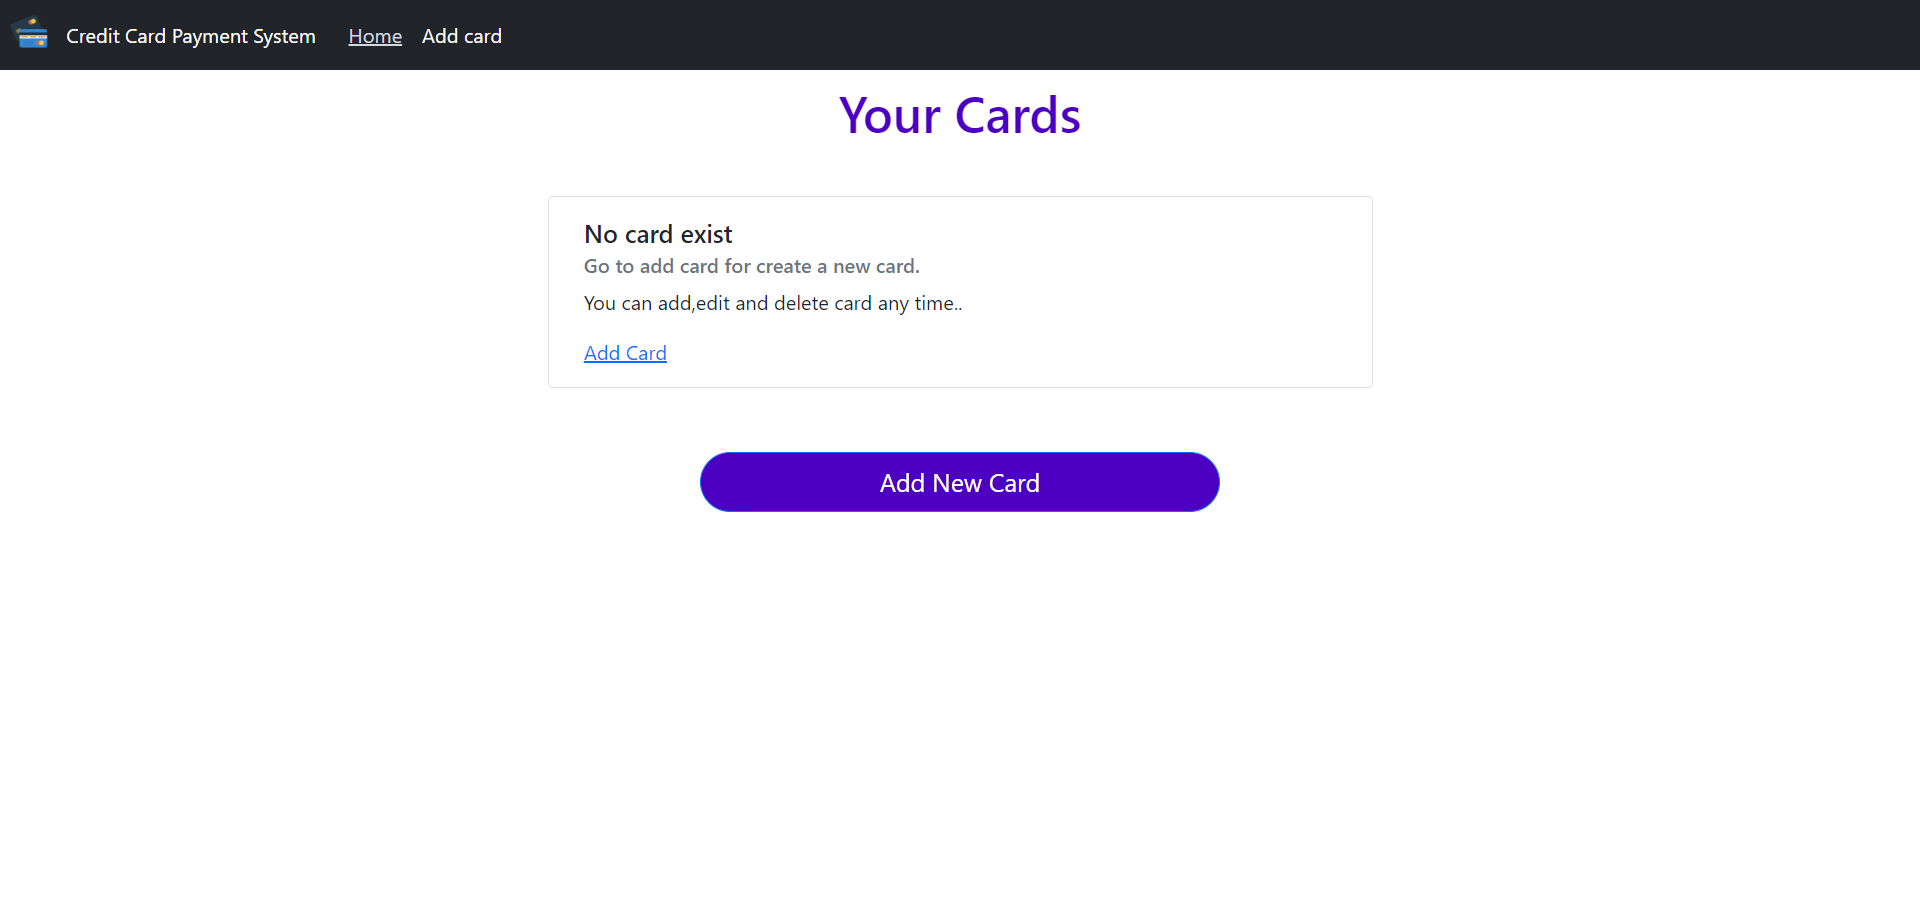 Credit Card Payment System Home Add card
Your Cards
No card exist
Go to add card for create a new card.
You can add,edit and delete card any time..
Add Card
Add New Card